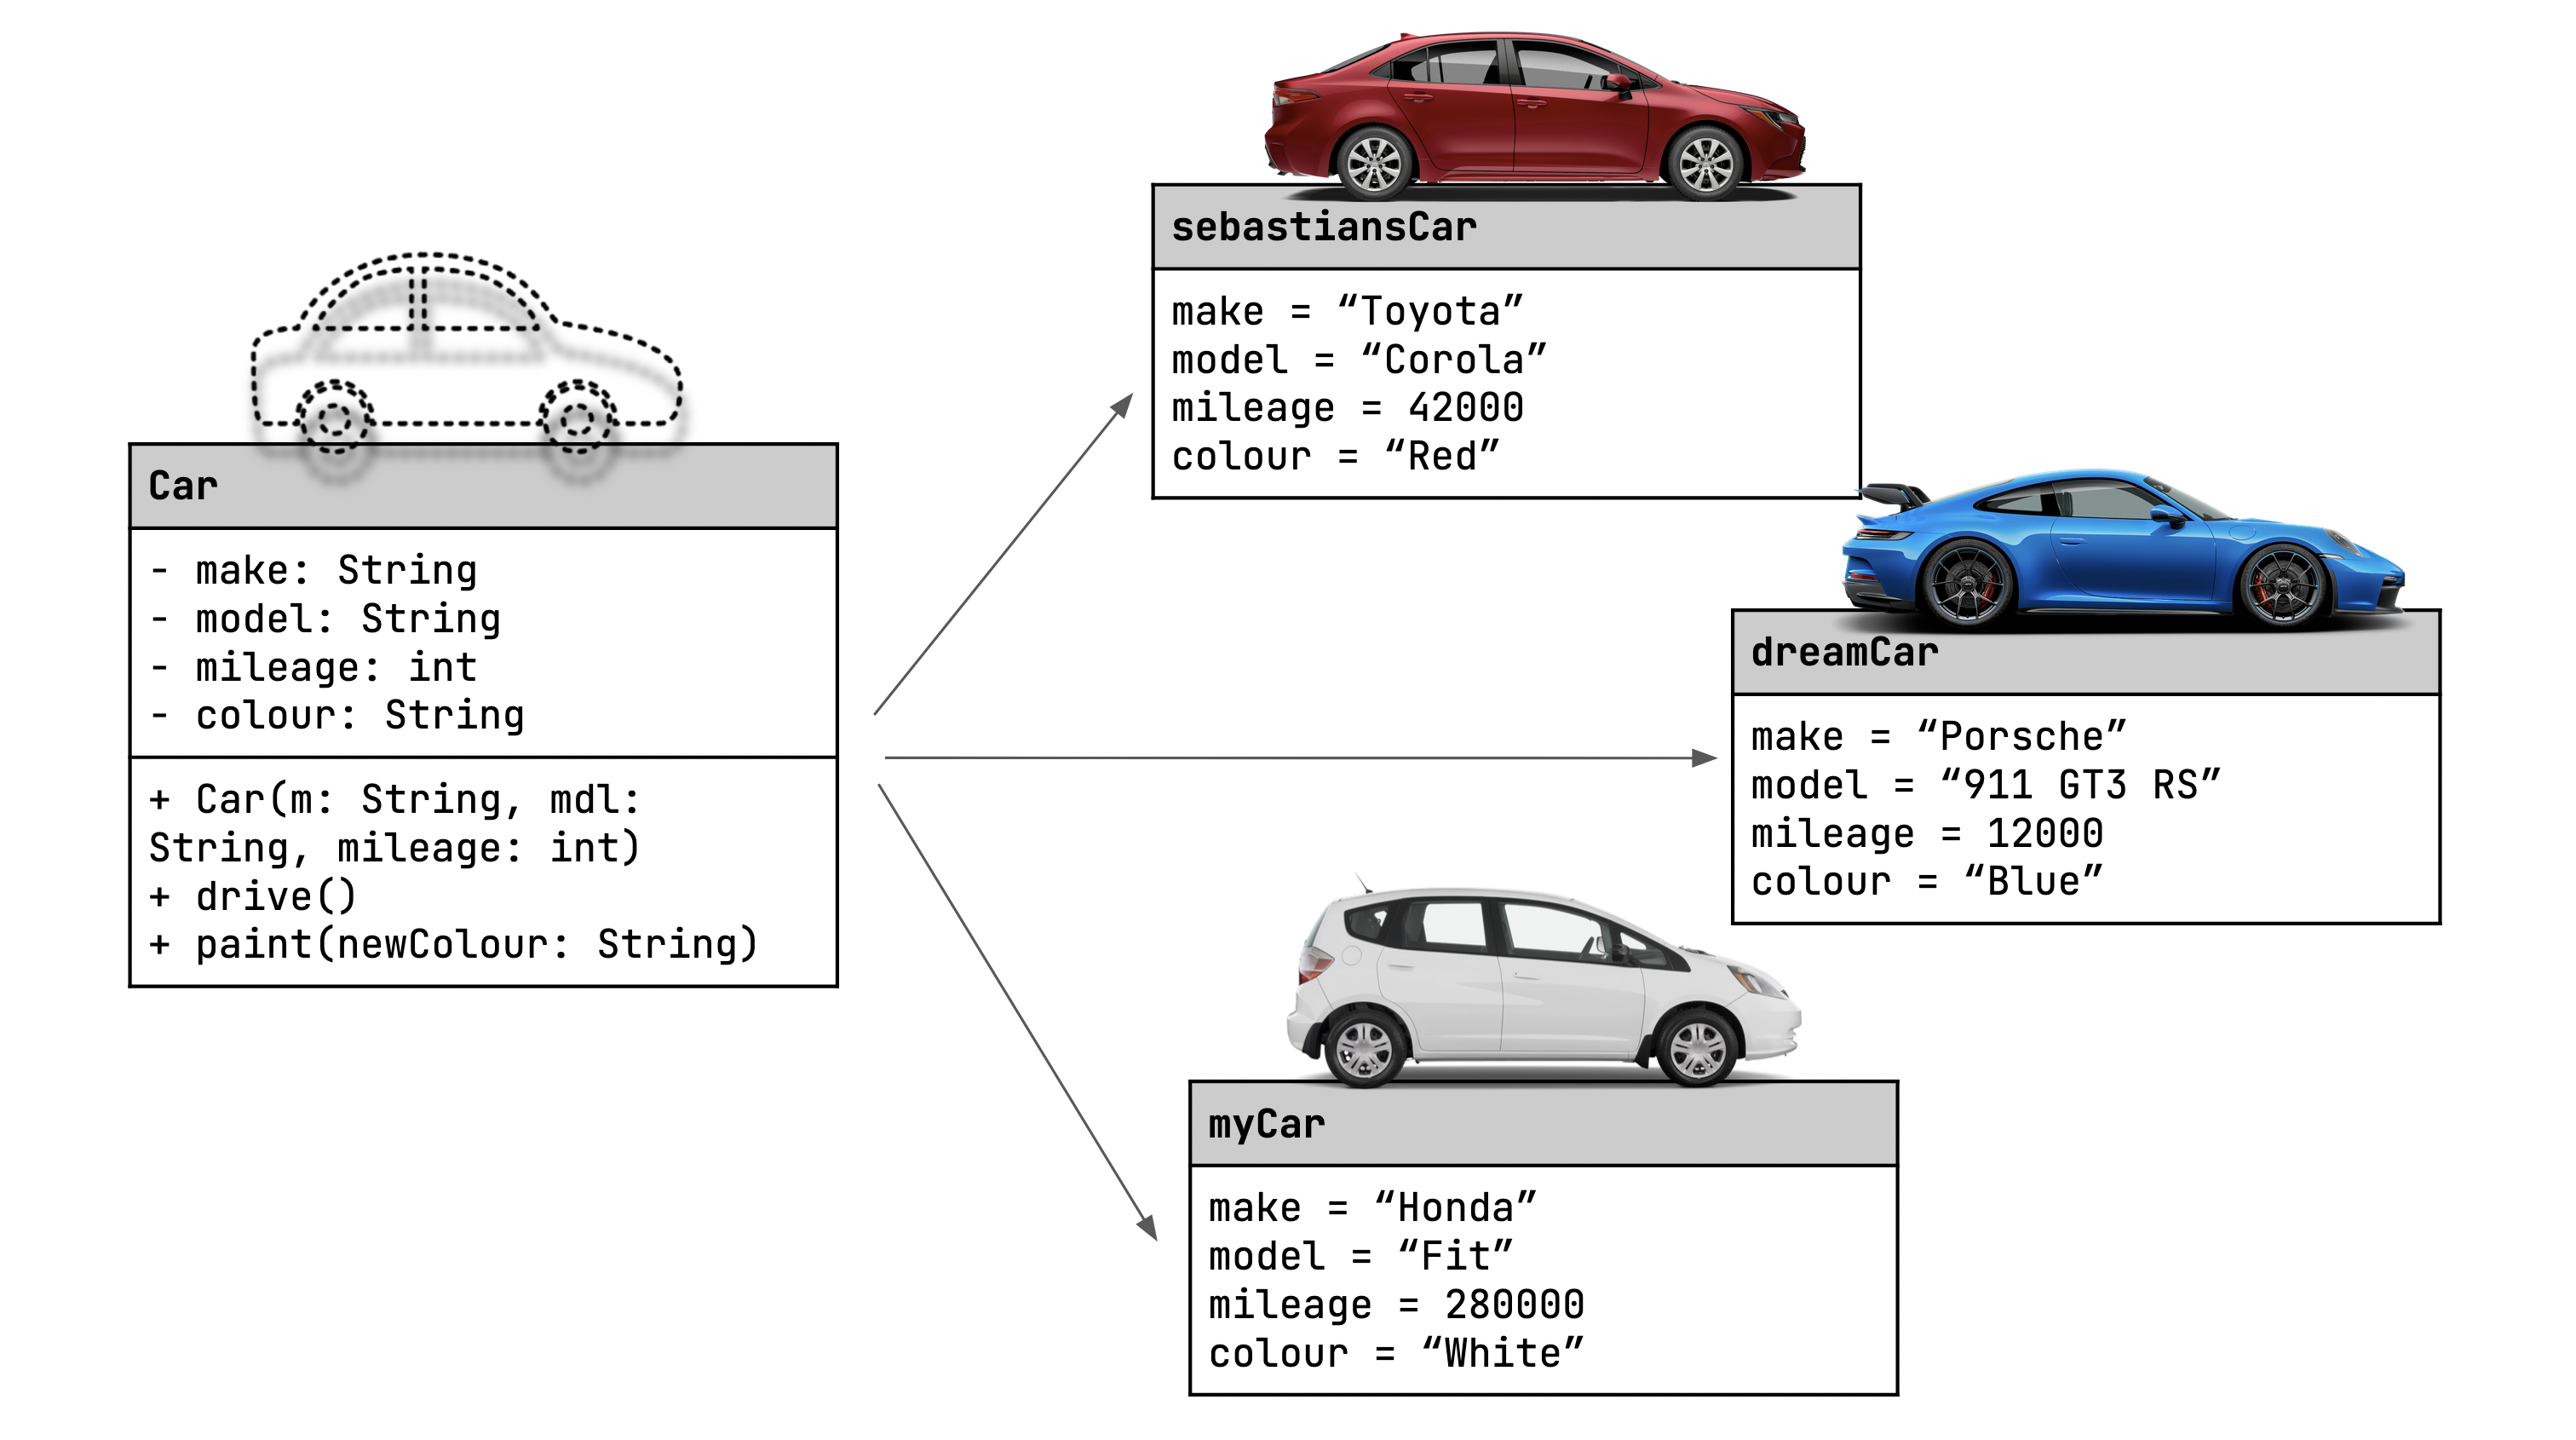 Car
- make: String
- model: String
- mileage: int
- colour: String
+ Car(m: String, mdl:
String, mileage: int)
+ drive()
+ paint(newColour: String)
sebastiansCar
make = “Toyota”
model = “Corola”
mileage = 42000
colour = “Red”
dreamCar
make = “Porsche”
model = “911 GT3 RS”
mileage = 12000
colour = “Blue”
myCar
make = “Honda”
model = “Fit”
mileage = 280000
colour = “White”